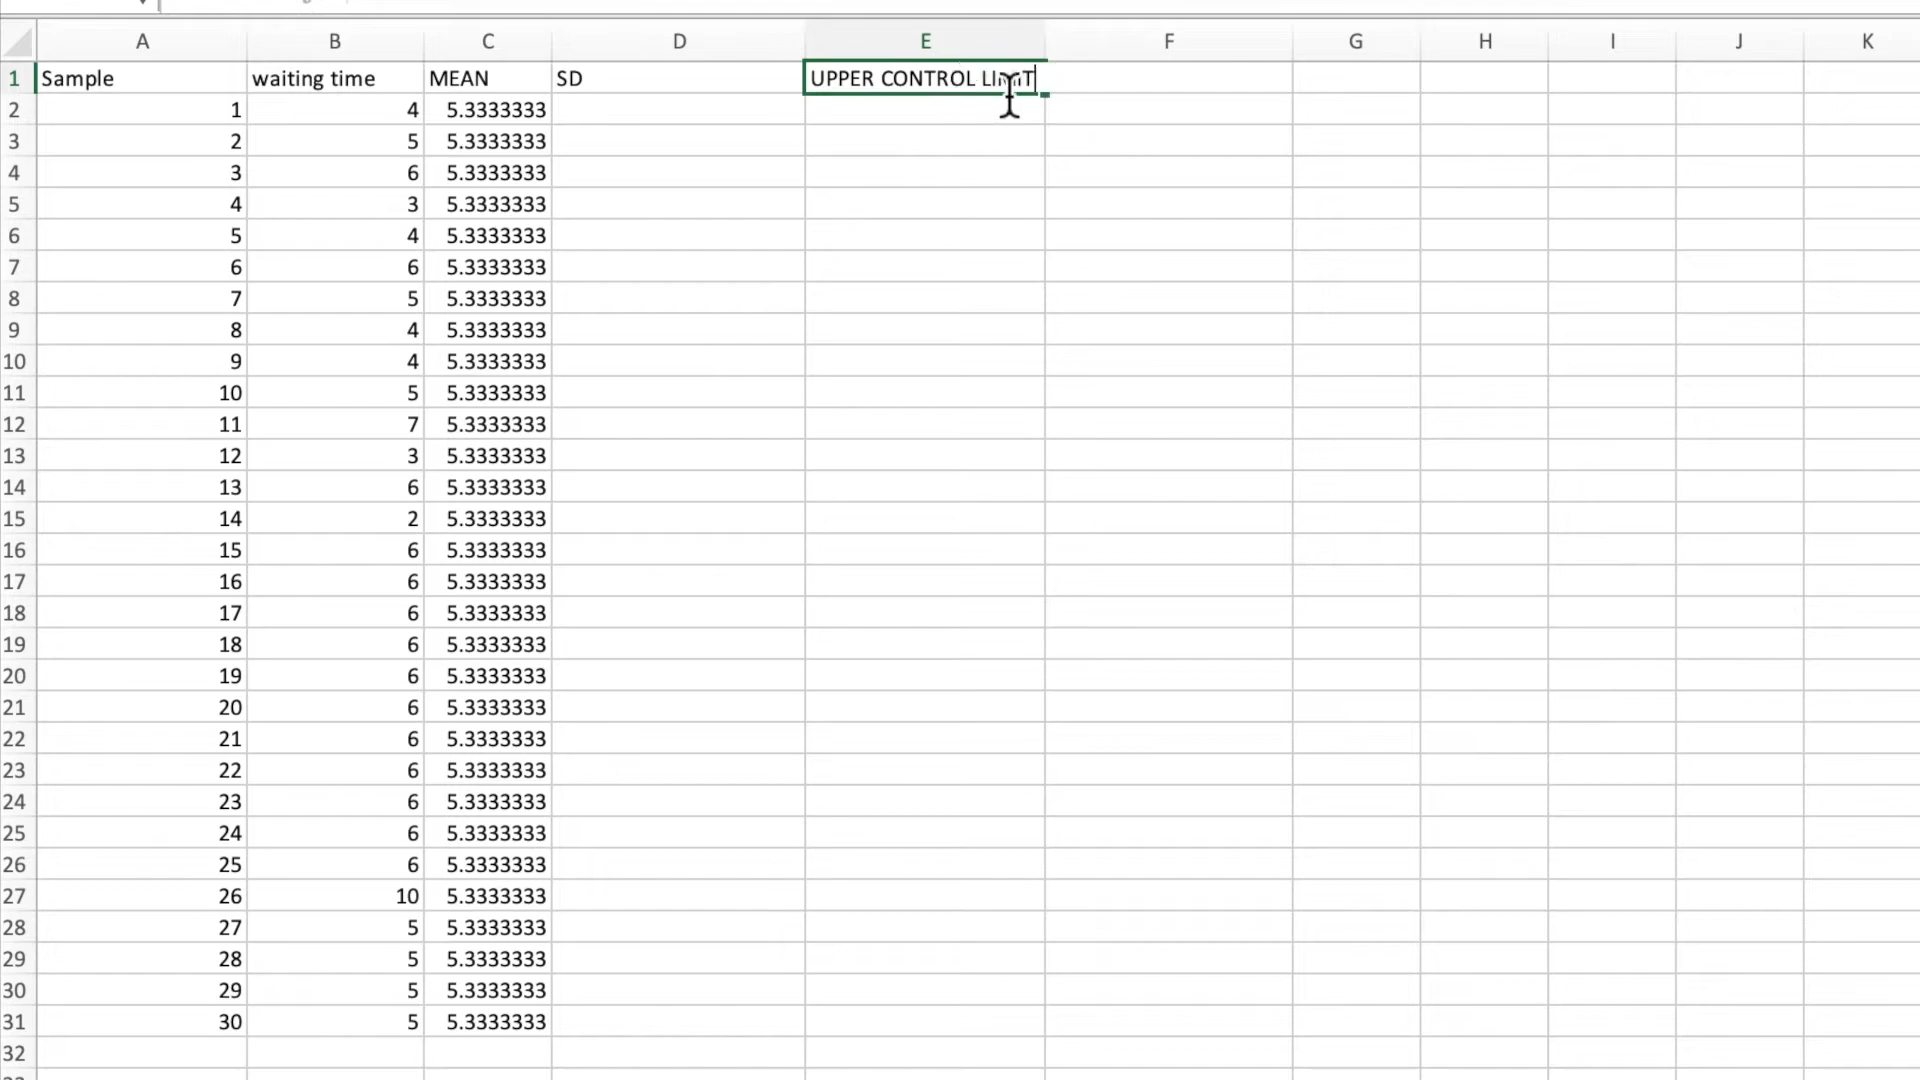 A B C D E F G H I J K
1 Sample waiting time MEAN SD UPPER CONTROL LIMIT
2 1 4 5.3333333
3 2 5 5.3333333
4 3 6 5.3333333
5 4 3 5.3333333
6 5 4 5.3333333
7 6 6 5.3333333
8 7 5 5.3333333
9 8 4 5.3333333
10 9 4 5.3333333
11 10 5 5.3333333
12 11 7 5.3333333
13 12 3 5.3333333
14 13 6 5.3333333
15 14 2 5.3333333
16 15 6 5.3333333
17 16 6 5.3333333
18 17 6 5.3333333
19 18 6 5.3333333
20 19 6 5.3333333
21 20 6 5.3333333
22 21 6 5.3333333
23 22 6 5.3333333
24 23 6 5.3333333
25 24 6 5.3333333
26 25 6 5.3333333
27 26 10 5.3333333
28 27 5 5.3333333
29 28 5 5.3333333
30 29 5 5.3333333
31 30 5 5.3333333
32